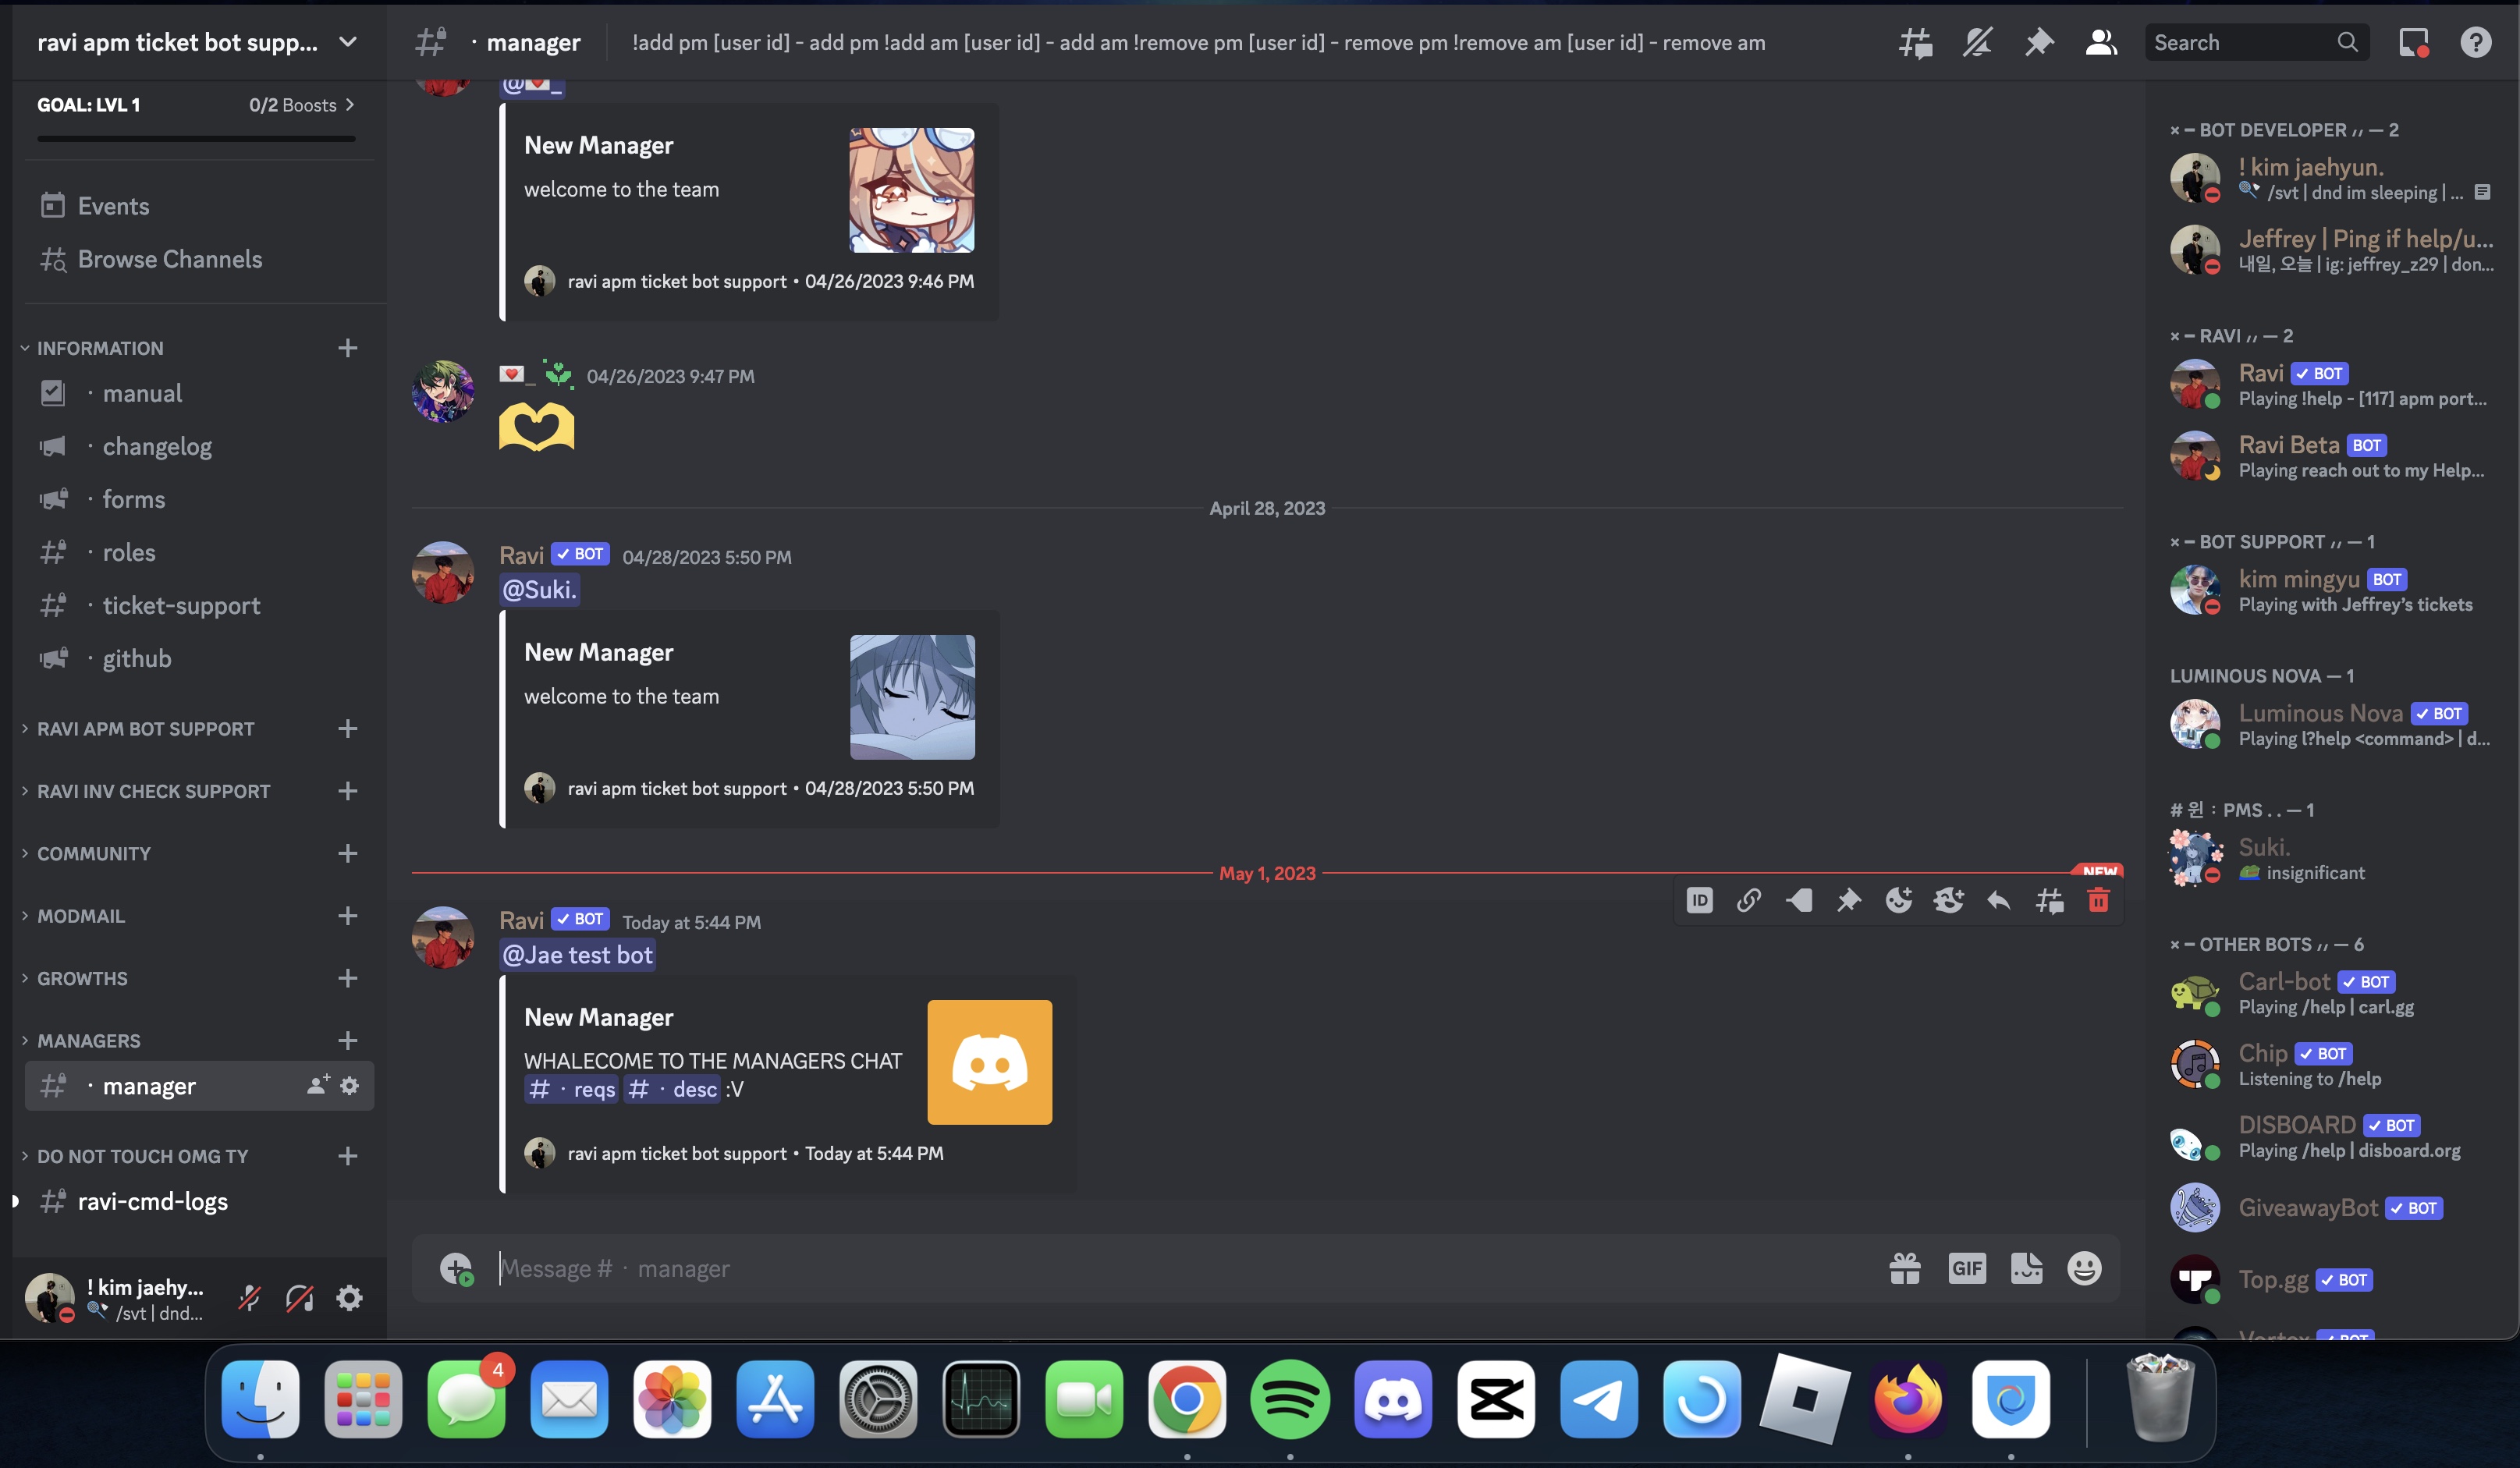 ravi apm ticket bot supp...
GOAL: LVL 1
0/2 Boosts
Events
Browse Channels
INFORMATION
· manual
· changelog
· forms
· roles
· ticket-support
· github
RAVI APM BOT SUPPORT
RAVI INV CHECK SUPPORT
COMMUNITY
MODMAIL
GROWTHS
MANAGERS
· manager
DO NOT TOUCH OMG TY
ravi-cmd-logs
! kim jaehy...
/svt | dnd...
· manager
!add pm [user id] - add pm !add am [user id] - add am !remove pm [user id] - remove pm !remove am [user id] - remove am
Search
@💌_
New Manager
welcome to the team
ravi apm ticket bot support • 04/26/2023 9:46 PM
💌_ 04/26/2023 9:47 PM
April 28, 2023
Ravi ✓ BOT 04/28/2023 5:50 PM
@Suki.
New Manager
welcome to the team
ravi apm ticket bot support • 04/28/2023 5:50 PM
May 1, 2023
NEW
ID
Ravi ✓ BOT Today at 5:44 PM
@Jae test bot
New Manager
WHALECOME TO THE MANAGERS CHAT
# · reqs # · desc :V
ravi apm ticket bot support • Today at 5:44 PM
Message # · manager
GIF
× – BOT DEVELOPER ,, — 2
! kim jaehyun.
/svt | dnd im sleeping | ...
Jeffrey | Ping if help/u...
내일, 오늘 | ig: jeffrey_z29 | don...
× – RAVI ,, — 2
Ravi ✓ BOT
Playing !help - [117] apm port...
Ravi Beta BOT
Playing reach out to my Help...
× – BOT SUPPORT ,, — 1
kim mingyu BOT
Playing with Jeffrey's tickets
LUMINOUS NOVA — 1
Luminous Nova ✓ BOT
Playing l?help <command> | d...
# 윈 : PMS . . — 1
Suki.
insignificant
× – OTHER BOTS ,, — 6
Carl-bot ✓ BOT
Playing /help | carl.gg
Chip ✓ BOT
Listening to /help
DISBOARD ✓ BOT
Playing /help | disboard.org
GiveawayBot ✓ BOT
Top.gg ✓ BOT
Vortex ✓ BOT
4